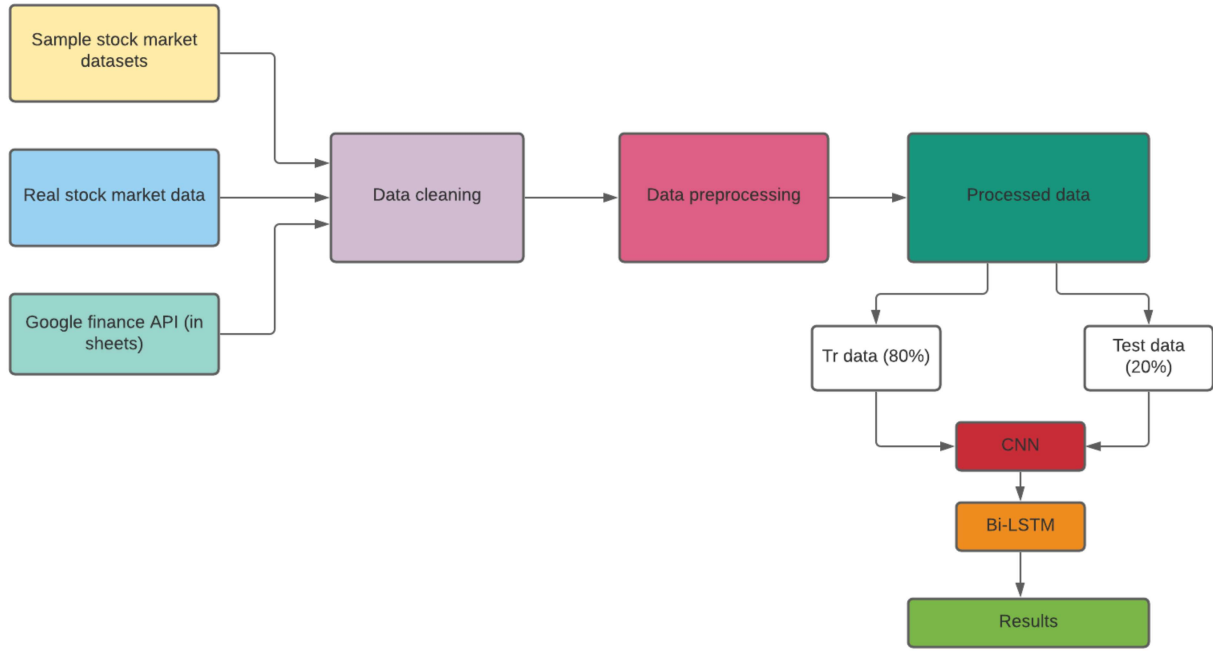 Sample stock market
datasets
Real stock market data
Google finance API (in
sheets)
Data cleaning
Data preprocessing
Processed data
Tr data (80%)
Test data
(20%)
CNN
Bi-LSTM
Results